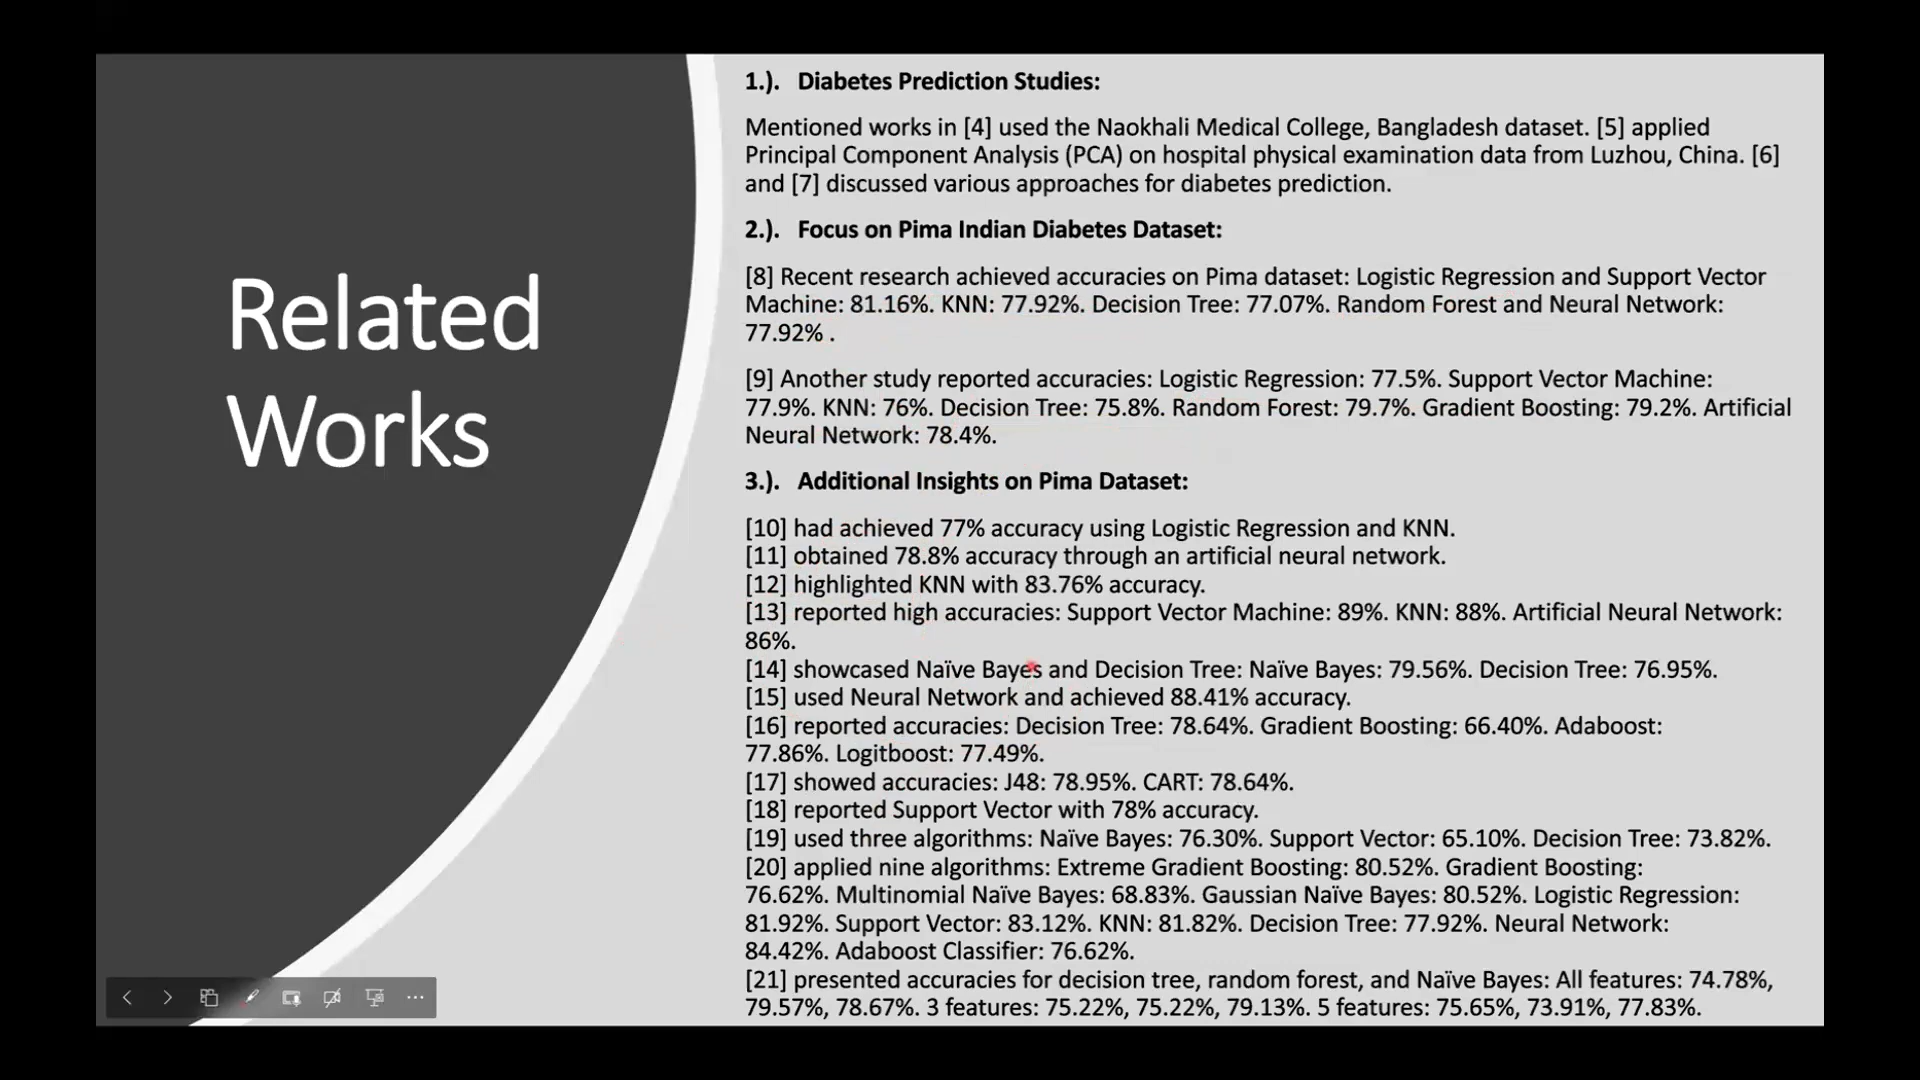 Related
Works
1.). Diabetes Prediction Studies:
Mentioned works in [4] used the Naokhali Medical College, Bangladesh dataset. [5] applied
Principal Component Analysis (PCA) on hospital physical examination data from Luzhou, China. [6]
and [7] discussed various approaches for diabetes prediction.
2.). Focus on Pima Indian Diabetes Dataset:
[8] Recent research achieved accuracies on Pima dataset: Logistic Regression and Support Vector
Machine: 81.16%. KNN: 77.92%. Decision Tree: 77.07%. Random Forest and Neural Network:
77.92% .
[9] Another study reported accuracies: Logistic Regression: 77.5%. Support Vector Machine:
77.9%. KNN: 76%. Decision Tree: 75.8%. Random Forest: 79.7%. Gradient Boosting: 79.2%. Artificial
Neural Network: 78.4%.
3.). Additional Insights on Pima Dataset:
[10] had achieved 77% accuracy using Logistic Regression and KNN.
[11] obtained 78.8% accuracy through an artificial neural network.
[12] highlighted KNN with 83.76% accuracy.
[13] reported high accuracies: Support Vector Machine: 89%. KNN: 88%. Artificial Neural Network:
86%.
[14] showcased Naïve Bayes and Decision Tree: Naïve Bayes: 79.56%. Decision Tree: 76.95%.
[15] used Neural Network and achieved 88.41% accuracy.
[16] reported accuracies: Decision Tree: 78.64%. Gradient Boosting: 66.40%. Adaboost:
77.86%. Logitboost: 77.49%.
[17] showed accuracies: J48: 78.95%. CART: 78.64%.
[18] reported Support Vector with 78% accuracy.
[19] used three algorithms: Naïve Bayes: 76.30%. Support Vector: 65.10%. Decision Tree: 73.82%.
[20] applied nine algorithms: Extreme Gradient Boosting: 80.52%. Gradient Boosting:
76.62%. Multinomial Naïve Bayes: 68.83%. Gaussian Naïve Bayes: 80.52%. Logistic Regression:
81.92%. Support Vector: 83.12%. KNN: 81.82%. Decision Tree: 77.92%. Neural Network:
84.42%. Adaboost Classifier: 76.62%.
[21] presented accuracies for decision tree, random forest, and Naïve Bayes: All features: 74.78%,
79.57%, 78.67%. 3 features: 75.22%, 75.22%, 79.13%. 5 features: 75.65%, 73.91%, 77.83%.